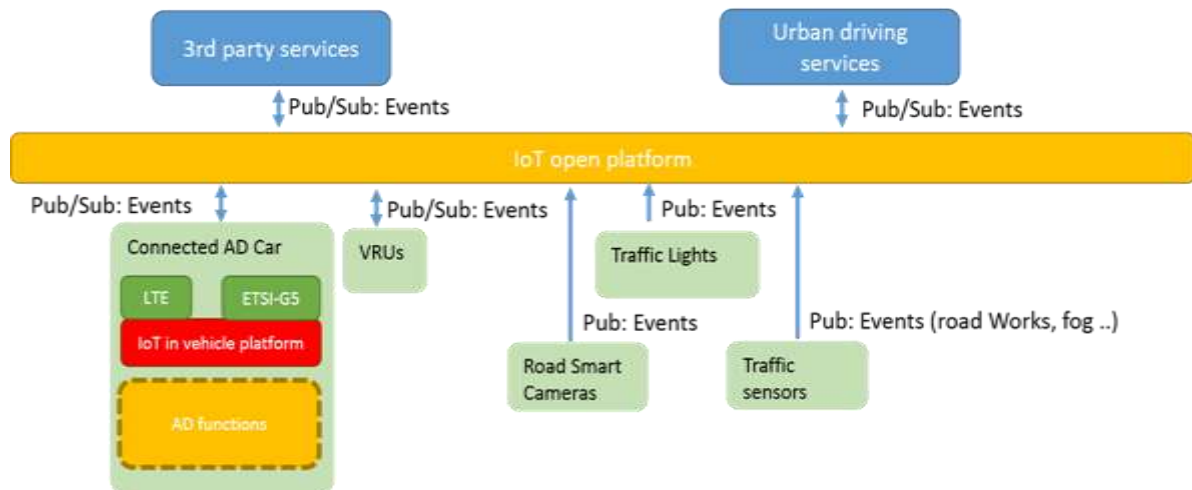 3rd party services
Urban driving
services
Pub/Sub: Events
Pub/Sub: Events
IoT open platform
Pub/Sub: Events
Pub/Sub: Events
Pub: Events
Connected AD Car
VRUs
Traffic Lights
LTE
ETSI-G5
Pub: Events
Pub: Events (road Works, fog ..)
IoT in vehicle platform
Road Smart
Cameras
Traffic
sensors
AD functions